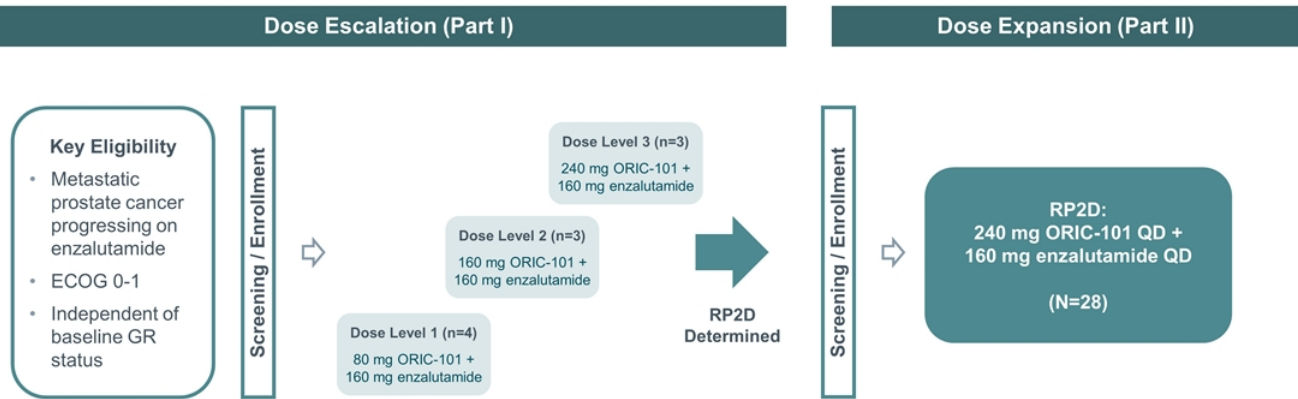 Dose Escalation (Part I)
Dose Expansion (Part II)
Key Eligibility
• Metastatic
prostate cancer
progressing on
enzalutamide
• ECOG 0-1
• Independent of
baseline GR
status
Screening / Enrollment
Dose Level 1 (n=4)
80 mg ORIC-101 +
160 mg enzalutamide
Dose Level 2 (n=3)
160 mg ORIC-101 +
160 mg enzalutamide
Dose Level 3 (n=3)
240 mg ORIC-101 +
160 mg enzalutamide
RP2D
Determined
Screening / Enrollment
RP2D:
240 mg ORIC-101 QD +
160 mg enzalutamide QD
(N=28)